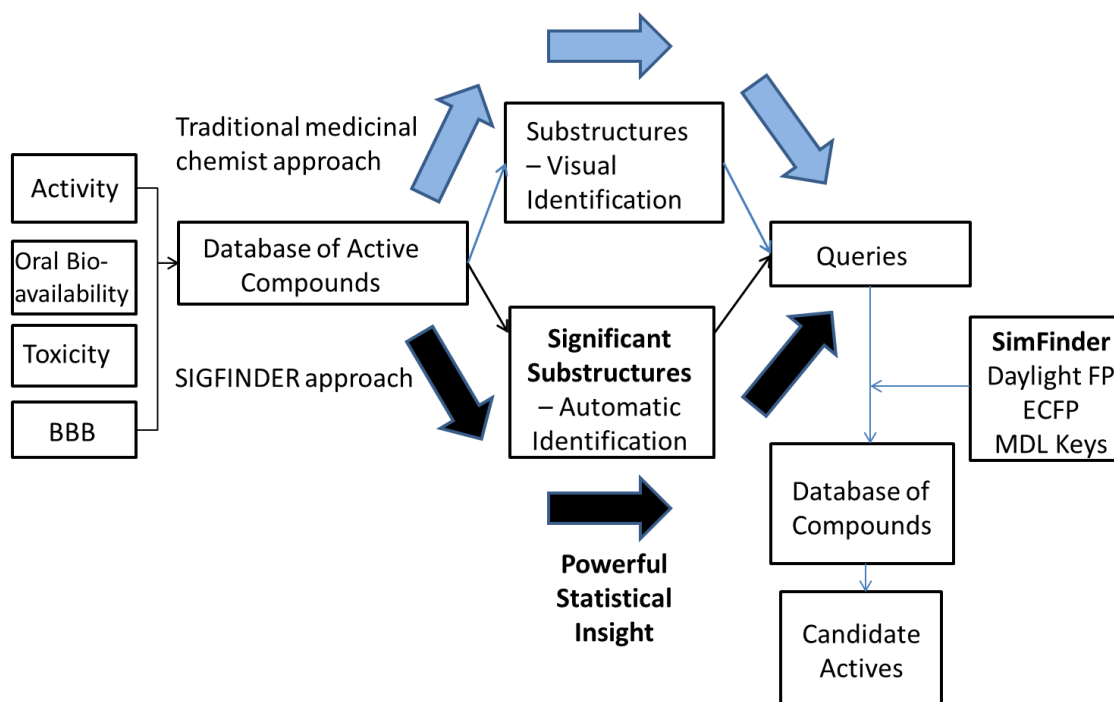 Traditional medicinal
chemist approach
Activity
Oral Bio-
availability
Toxicity
BBB
Database of Active
Compounds
SIGFINDER approach
Substructures
– Visual
Identification
Significant
Substructures
– Automatic
Identification
Powerful
Statistical
Insight
Queries
SimFinder
Daylight FP
ECFP
MDL Keys
Database of
Compounds
Candidate
Actives